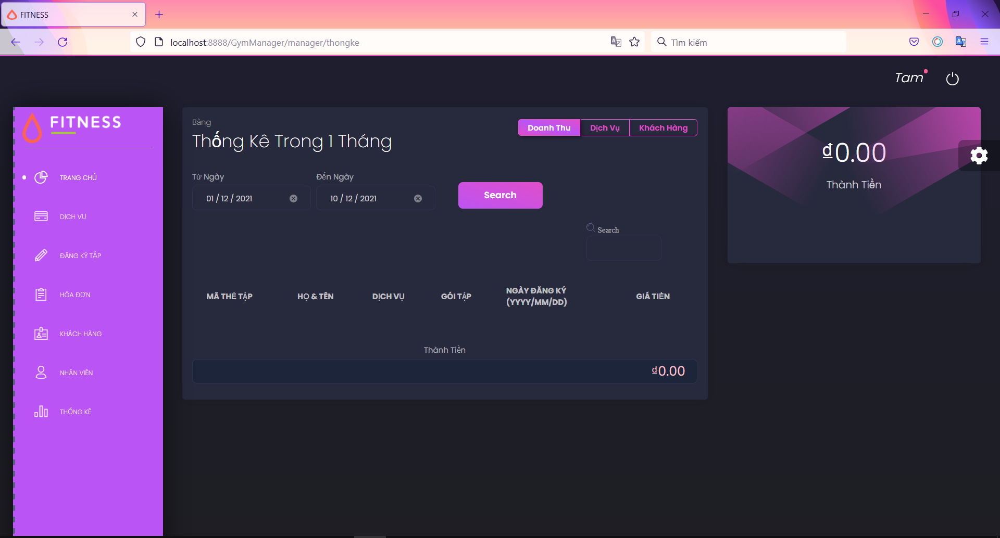 FITNESS
localhost:8888/GymManager/manager/thongke
Tìm kiếm
Tam
FITNESS
TRANG CHỦ
DỊCH VỤ
ĐĂNG KÝ TẬP
HÓA ĐƠN
KHÁCH HÀNG
NHÂN VIÊN
THỐNG KÊ
Bảng
Thống Kê Trong 1 Tháng
Doanh Thu
Dịch Vụ
Khách Hàng
Từ Ngày
Đến Ngày
01 / 12 / 2021
10 / 12 / 2021
Search
Search
MÃ THẺ TẬP
HỌ & TÊN
DỊCH VỤ
GÓI TẬP
NGÀY ĐĂNG KÝ
(YYYY/MM/DD)
GIÁ TIỀN
Thành Tiền
₫0.00
₫0.00
Thành Tiền